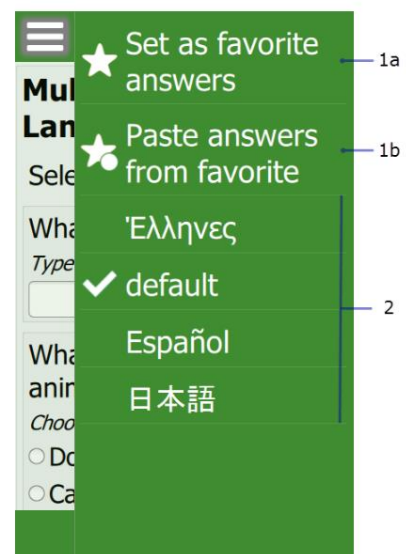 Set as favorite
answers
1a
Paste answers
from favorite
1b
Έλληνες
default
Español
日本語
2
Mul
Lan
Sele
Wha
Type
Wha
anin
Choo
Do
Ca